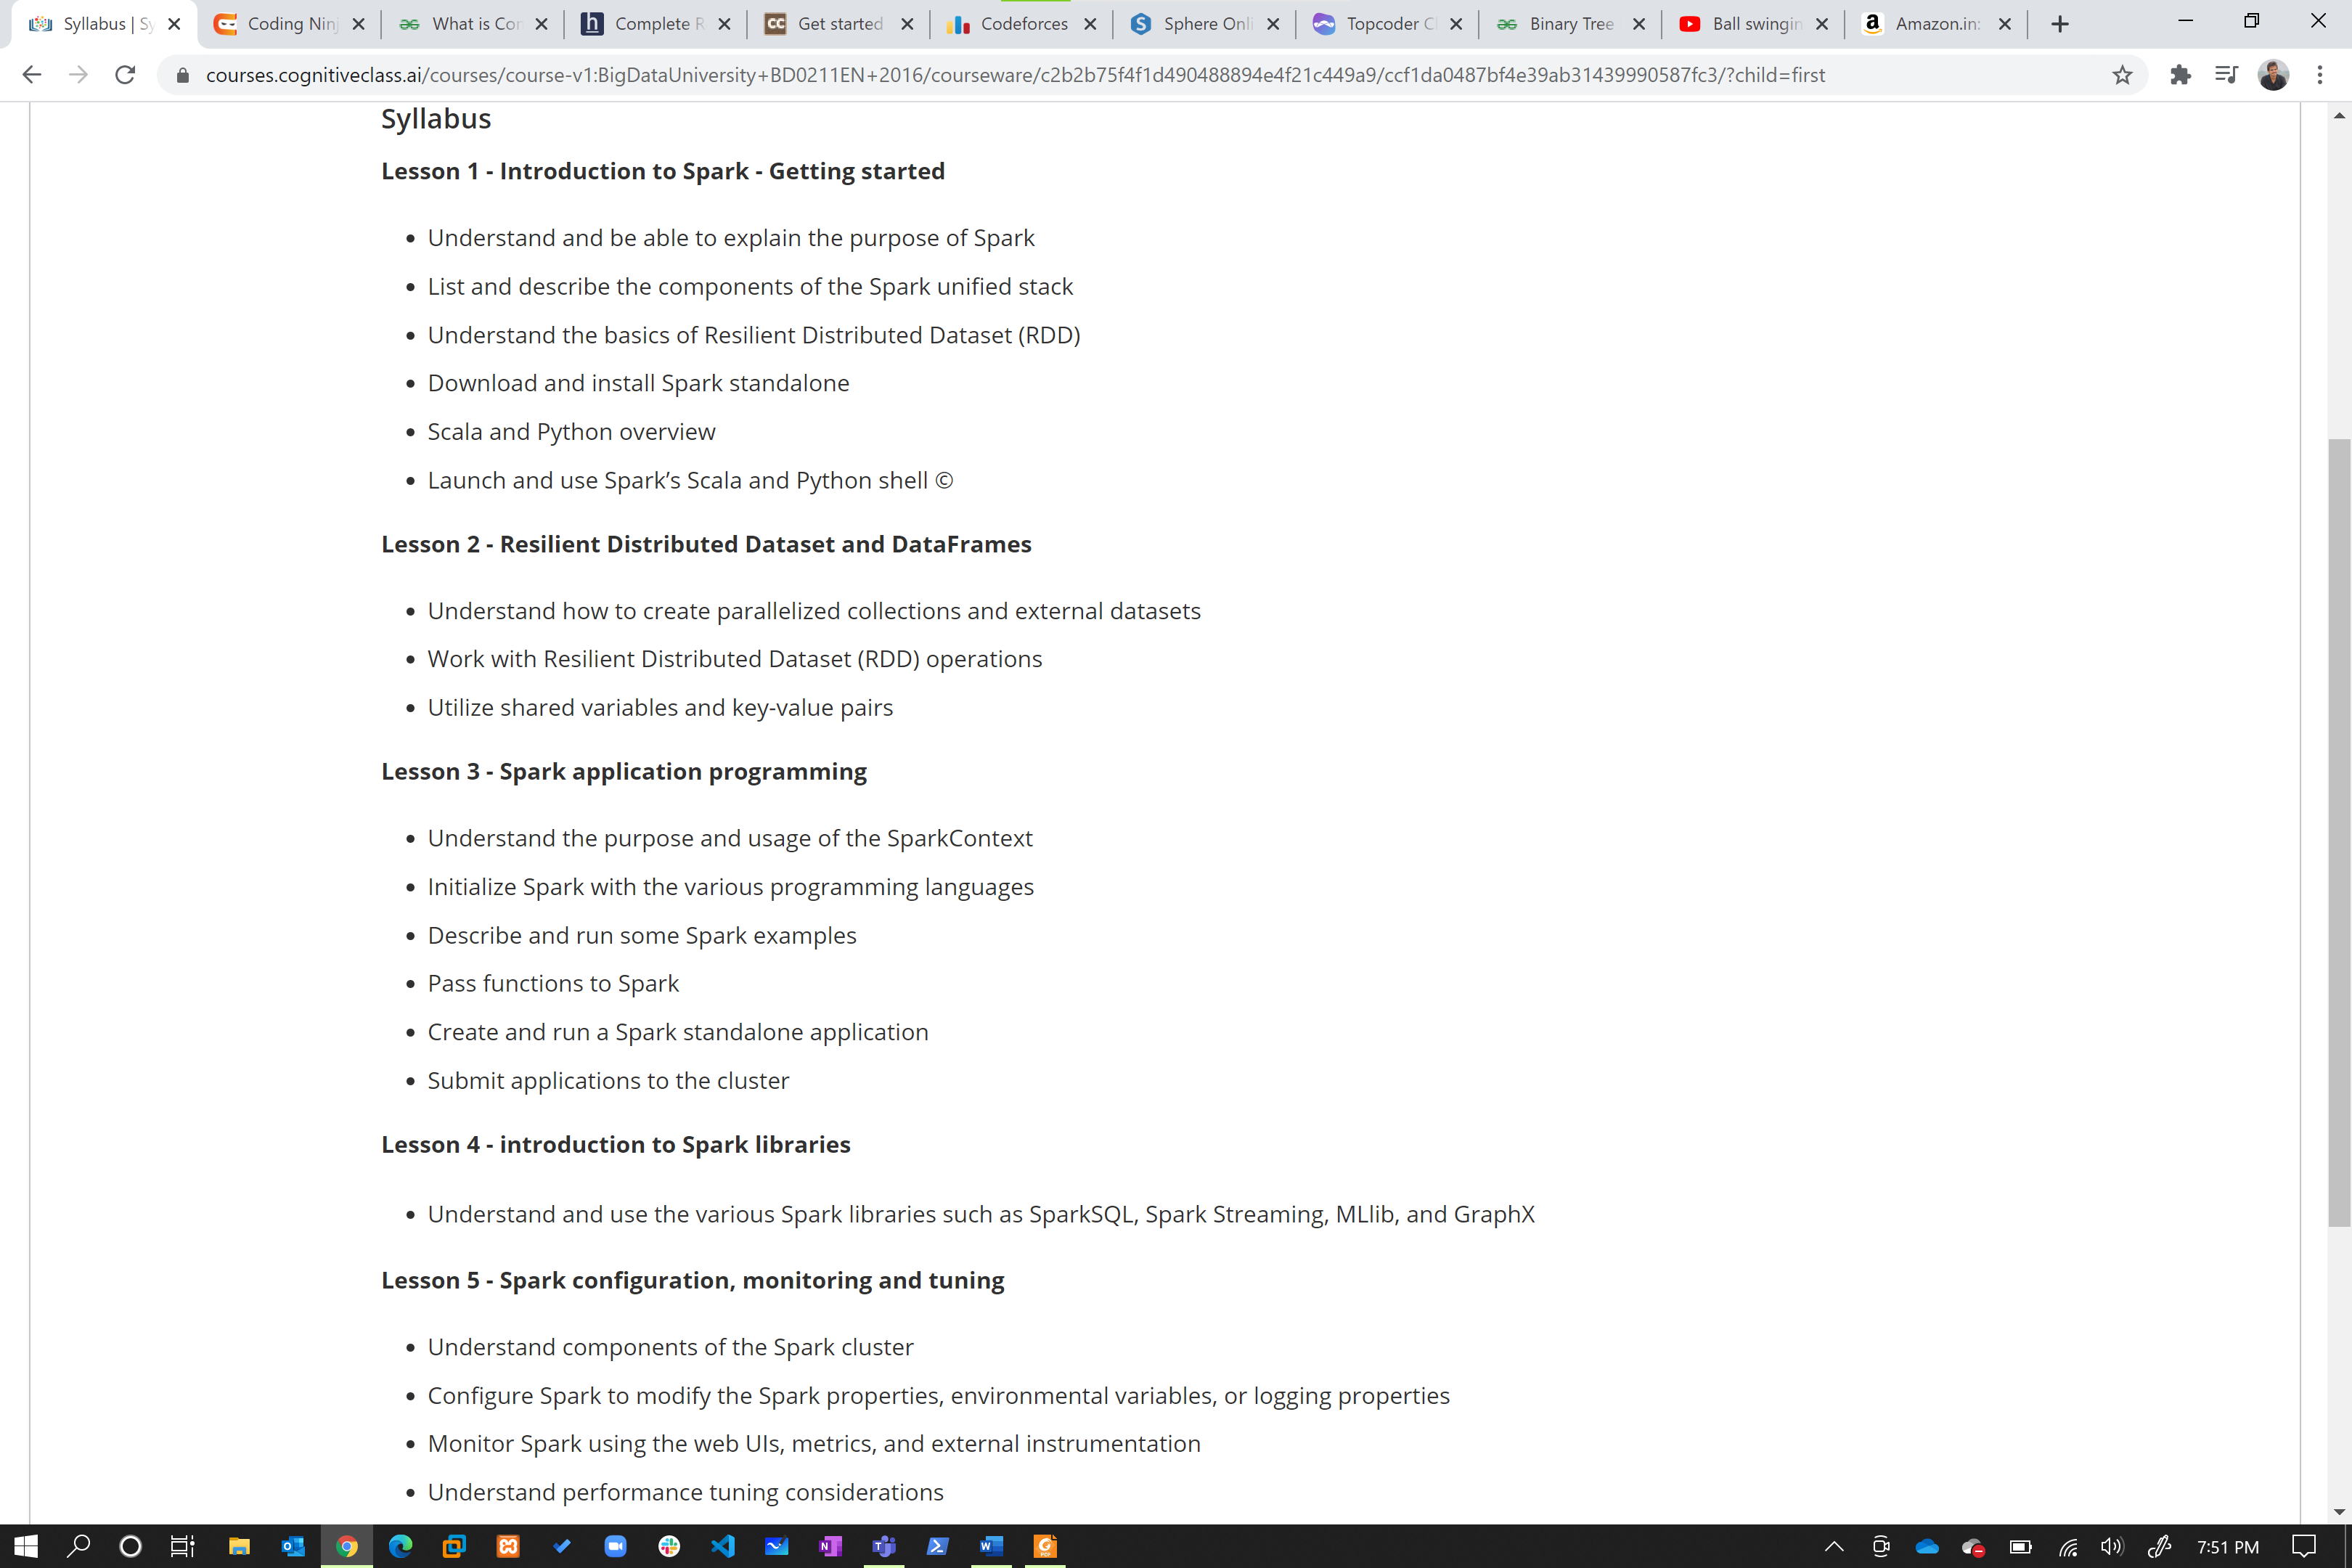 Syllabus | Sy
Coding Ninj
What is Con
Complete R
Get started
Codeforces
Sphere Onli
Topcoder C
Binary Tree
Ball swingin
Amazon.in:
courses.cognitiveclass.ai/courses/course-v1:BigDataUniversity+BD0211EN+2016/courseware/c2b2b75f4f1d490488894e4f21c449a9/ccf1da0487bf4e39ab31439990587fc3/?child=first
Syllabus
Lesson 1 - Introduction to Spark - Getting started
• Understand and be able to explain the purpose of Spark
• List and describe the components of the Spark unified stack
• Understand the basics of Resilient Distributed Dataset (RDD)
• Download and install Spark standalone
• Scala and Python overview
• Launch and use Spark’s Scala and Python shell ©
Lesson 2 - Resilient Distributed Dataset and DataFrames
• Understand how to create parallelized collections and external datasets
• Work with Resilient Distributed Dataset (RDD) operations
• Utilize shared variables and key-value pairs
Lesson 3 - Spark application programming
• Understand the purpose and usage of the SparkContext
• Initialize Spark with the various programming languages
• Describe and run some Spark examples
• Pass functions to Spark
• Create and run a Spark standalone application
• Submit applications to the cluster
Lesson 4 - introduction to Spark libraries
• Understand and use the various Spark libraries such as SparkSQL, Spark Streaming, MLlib, and GraphX
Lesson 5 - Spark configuration, monitoring and tuning
• Understand components of the Spark cluster
• Configure Spark to modify the Spark properties, environmental variables, or logging properties
• Monitor Spark using the web UIs, metrics, and external instrumentation
• Understand performance tuning considerations
7:51 PM